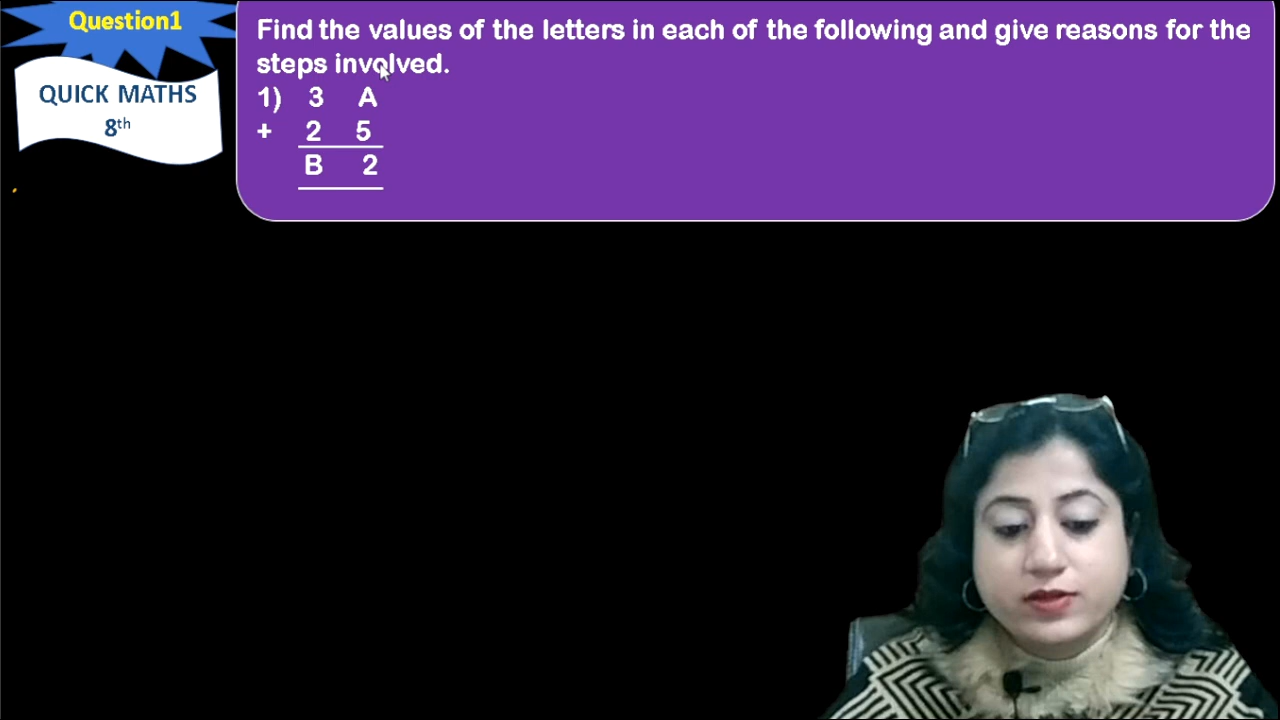 Question1
QUICK MATHS
8th
Find the values of the letters in each of the following and give reasons for the
steps involved.
1) 3 A
+ 2 5
B 2